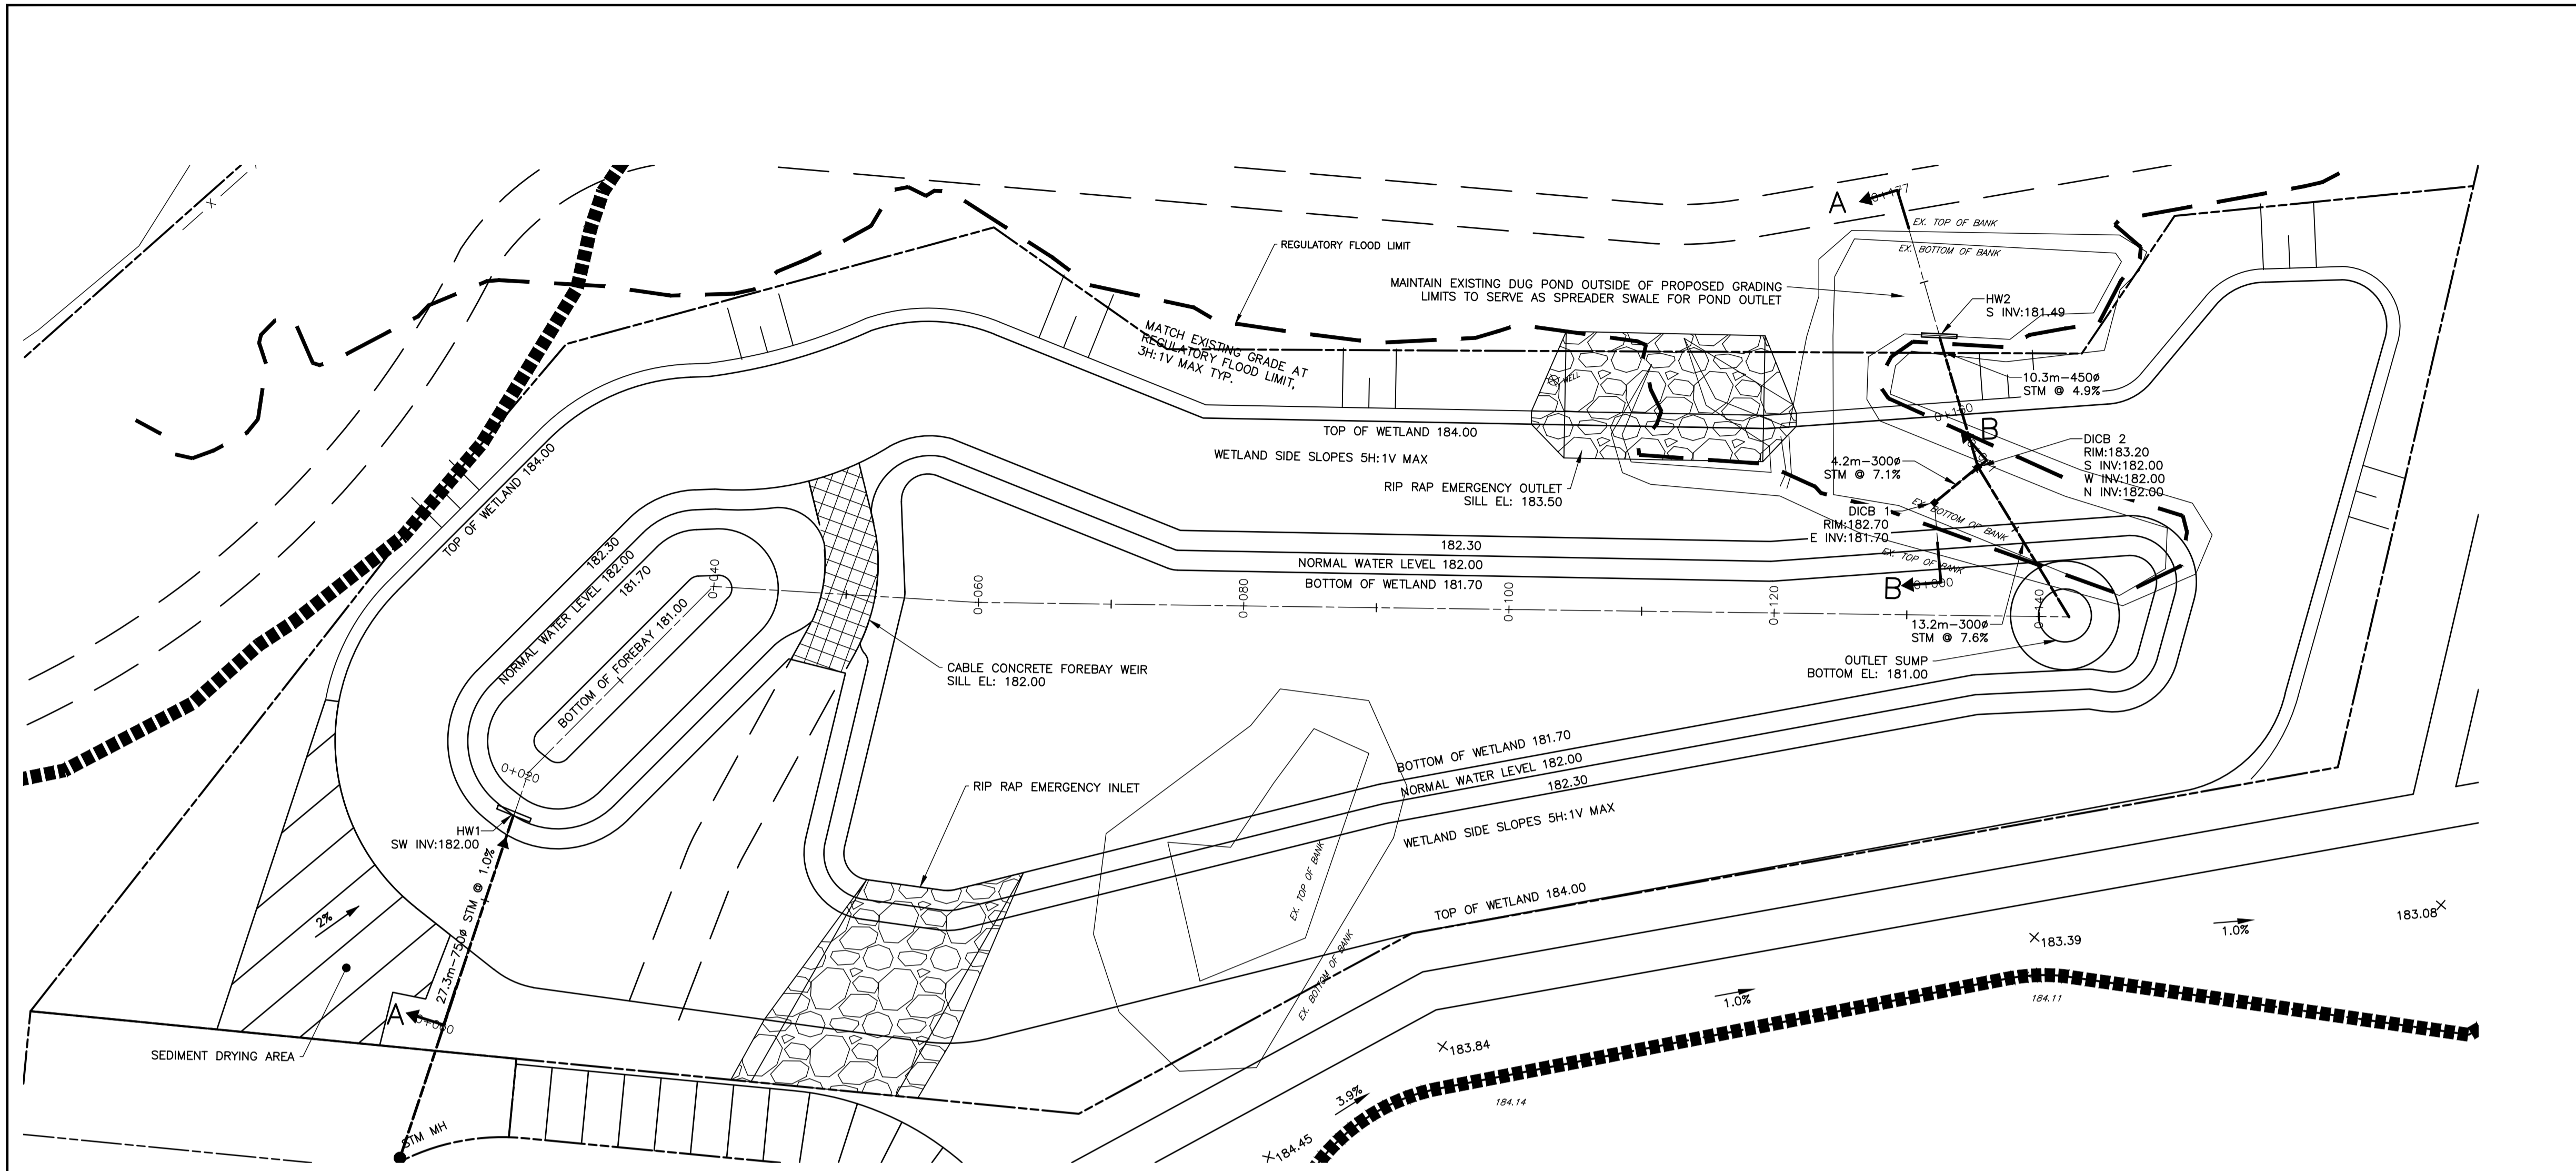 X
A
0+177
EX. TOP OF BANK
EX. BOTTOM OF BANK
REGULATORY FLOOD LIMIT
MAINTAIN EXISTING DUG POND OUTSIDE OF PROPOSED GRADING
LIMITS TO SERVE AS SPREADER SWALE FOR POND OUTLET
HW2
S INV:181.49
MATCH EXISTING GRADE AT
REGULATORY FLOOD LIMIT,
3H:1V MAX TYP.
WELL
10.3m-450ø
STM @ 4.9%
0+160
B
TOP OF WETLAND 184.00
WETLAND SIDE SLOPES 5H:1V MAX
TOP OF WETLAND 184.00
DICB 2
RIM:183.20
S INV:182.00
W INV:182.00
N INV:182.00
4.2m-300ø
STM @ 7.1%
RIP RAP EMERGENCY OUTLET
SILL EL: 183.50
DICB 1
RIM:182.70
E INV:181.70
EX. BOTTOM OF BANK
EX. TOP OF BANK
182.30
NORMAL WATER LEVEL 182.00
181.70
BOTTOM OF FOREBAY 181.00
182.30
NORMAL WATER LEVEL 182.00
BOTTOM OF WETLAND 181.70
B
0+000
0+040
0+060
0+080
0+100
0+120
0+140
13.2m-300ø
STM @ 7.6%
OUTLET SUMP
BOTTOM EL: 181.00
CABLE CONCRETE FOREBAY WEIR
SILL EL: 182.00
0+020
RIP RAP EMERGENCY INLET
BOTTOM OF WETLAND 181.70
NORMAL WATER LEVEL 182.00
182.30
WETLAND SIDE SLOPES 5H:1V MAX
HW1
SW INV:182.00
27.3m-750ø STM @ 1.0%
EX. TOP OF BANK
EX. BOTTOM OF BANK
TOP OF WETLAND 184.00
2%
A
0+000
SEDIMENT DRYING AREA
STM MH
183.08
1.0%
183.39
1.0%
184.11
183.84
3.9%
184.14
184.45